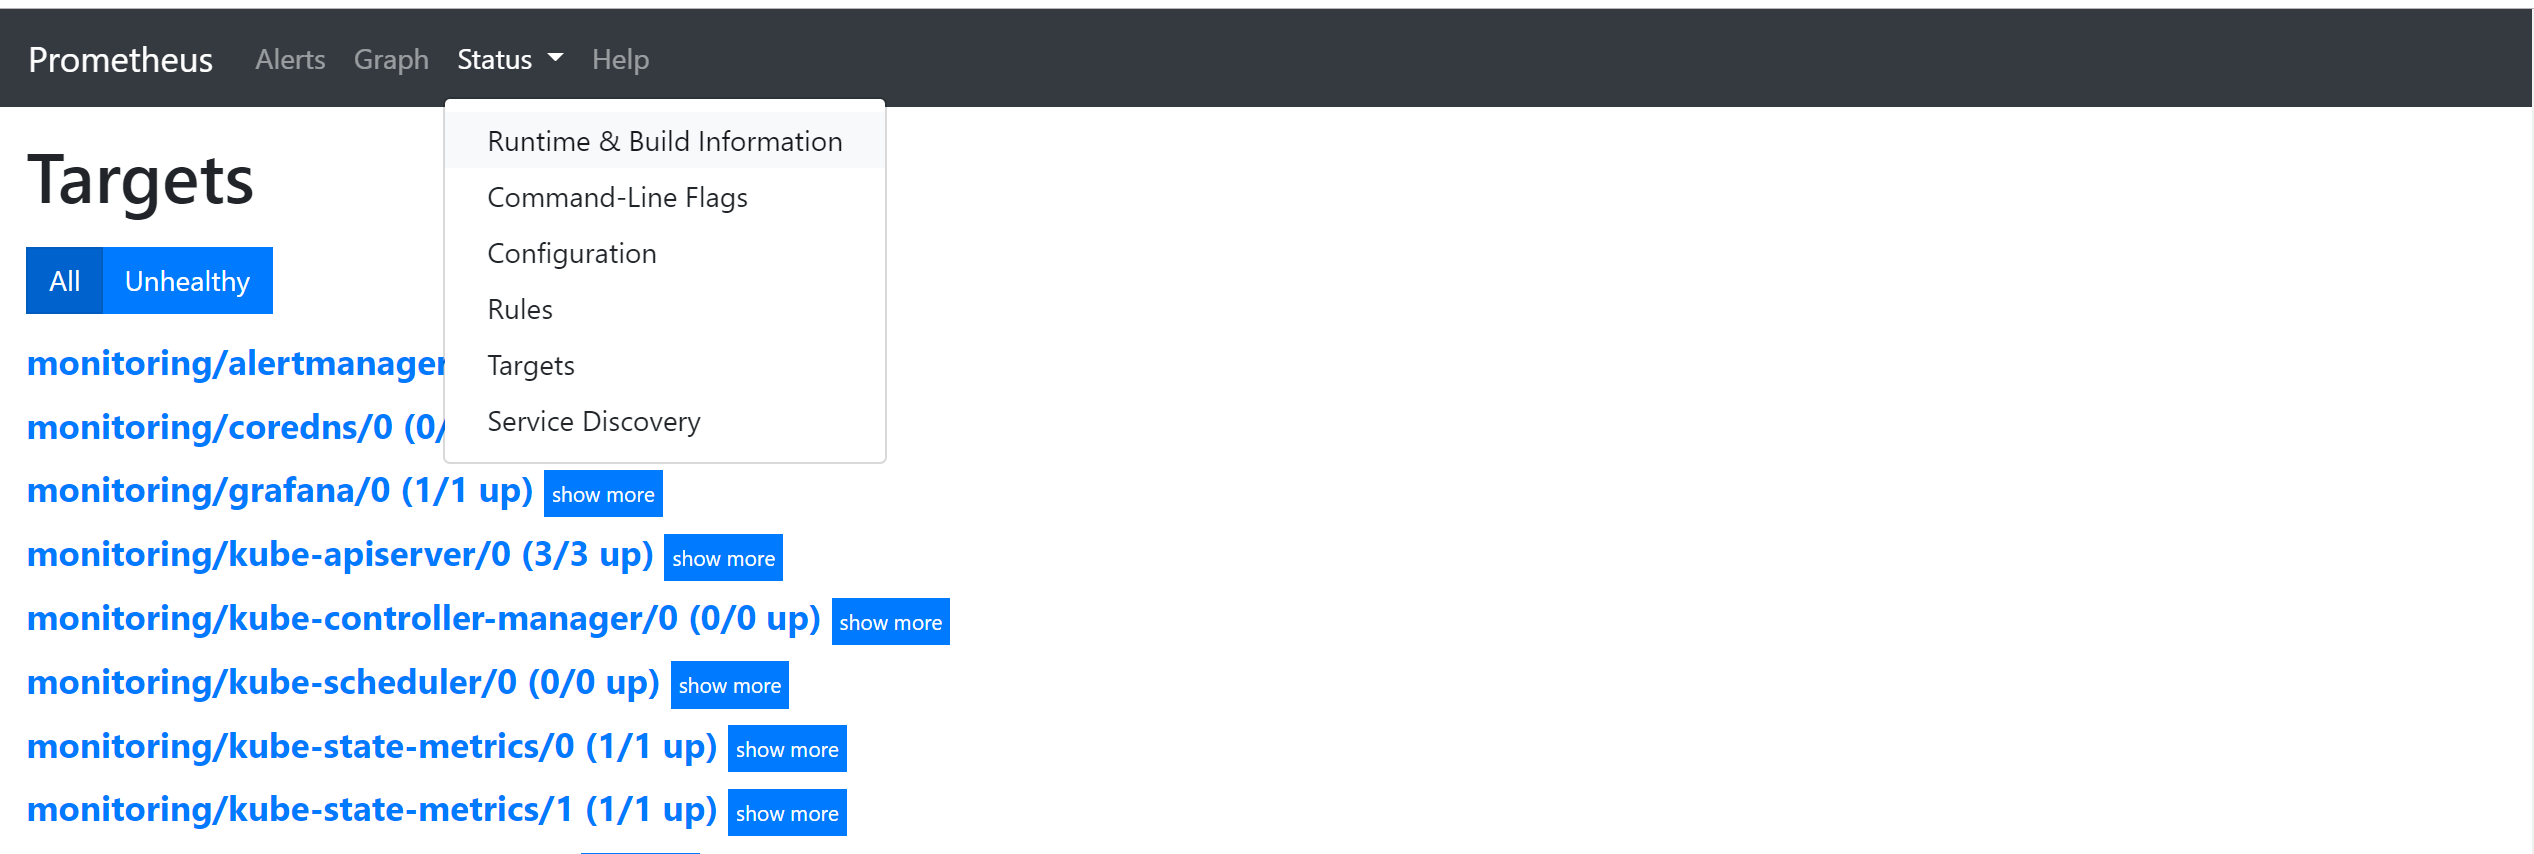 Prometheus Alerts Graph Status Help
Runtime & Build Information
Command-Line Flags
Configuration
Rules
Targets
Service Discovery
Targets
All Unhealthy
monitoring/alertmanager
monitoring/coredns/0 (0/
monitoring/grafana/0 (1/1 up) show more
monitoring/kube-apiserver/0 (3/3 up) show more
monitoring/kube-controller-manager/0 (0/0 up) show more
monitoring/kube-scheduler/0 (0/0 up) show more
monitoring/kube-state-metrics/0 (1/1 up) show more
monitoring/kube-state-metrics/1 (1/1 up) show more